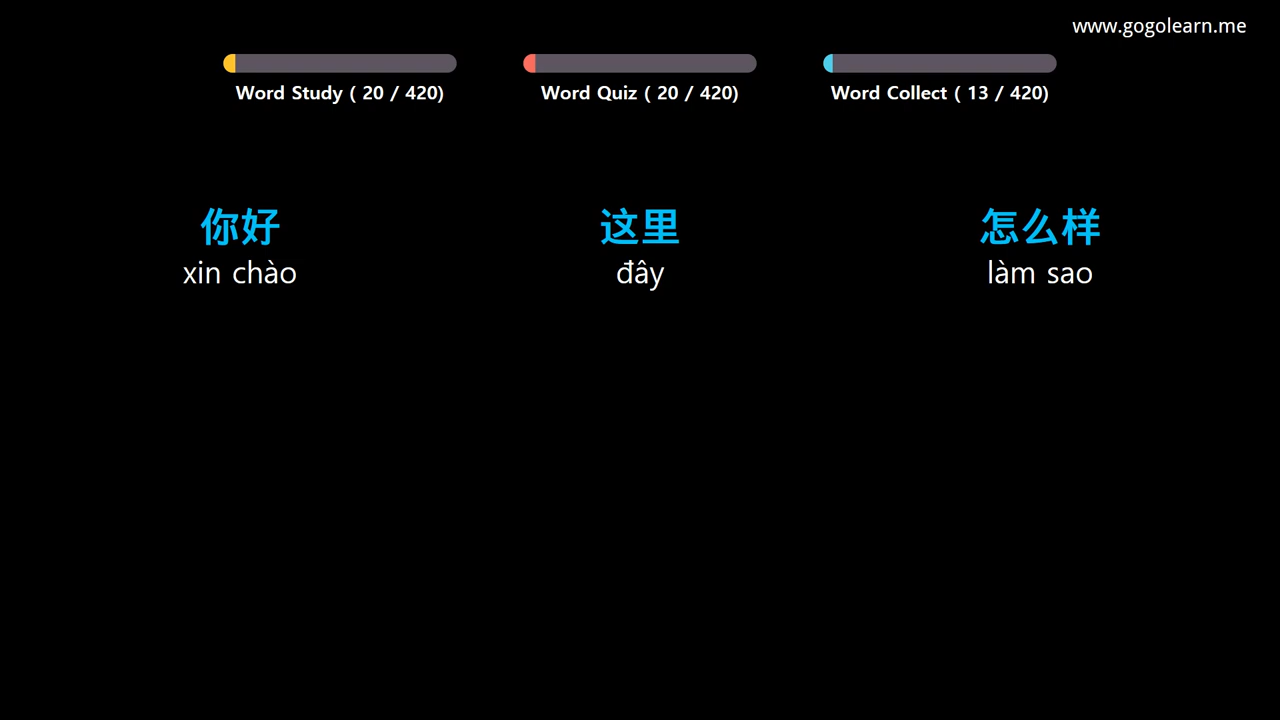 www.gogolearn.me
Word Study ( 20 / 420)
Word Quiz ( 20 / 420)
Word Collect ( 13 / 420)
你好
xin chào
这里
đây
怎么样
làm sao